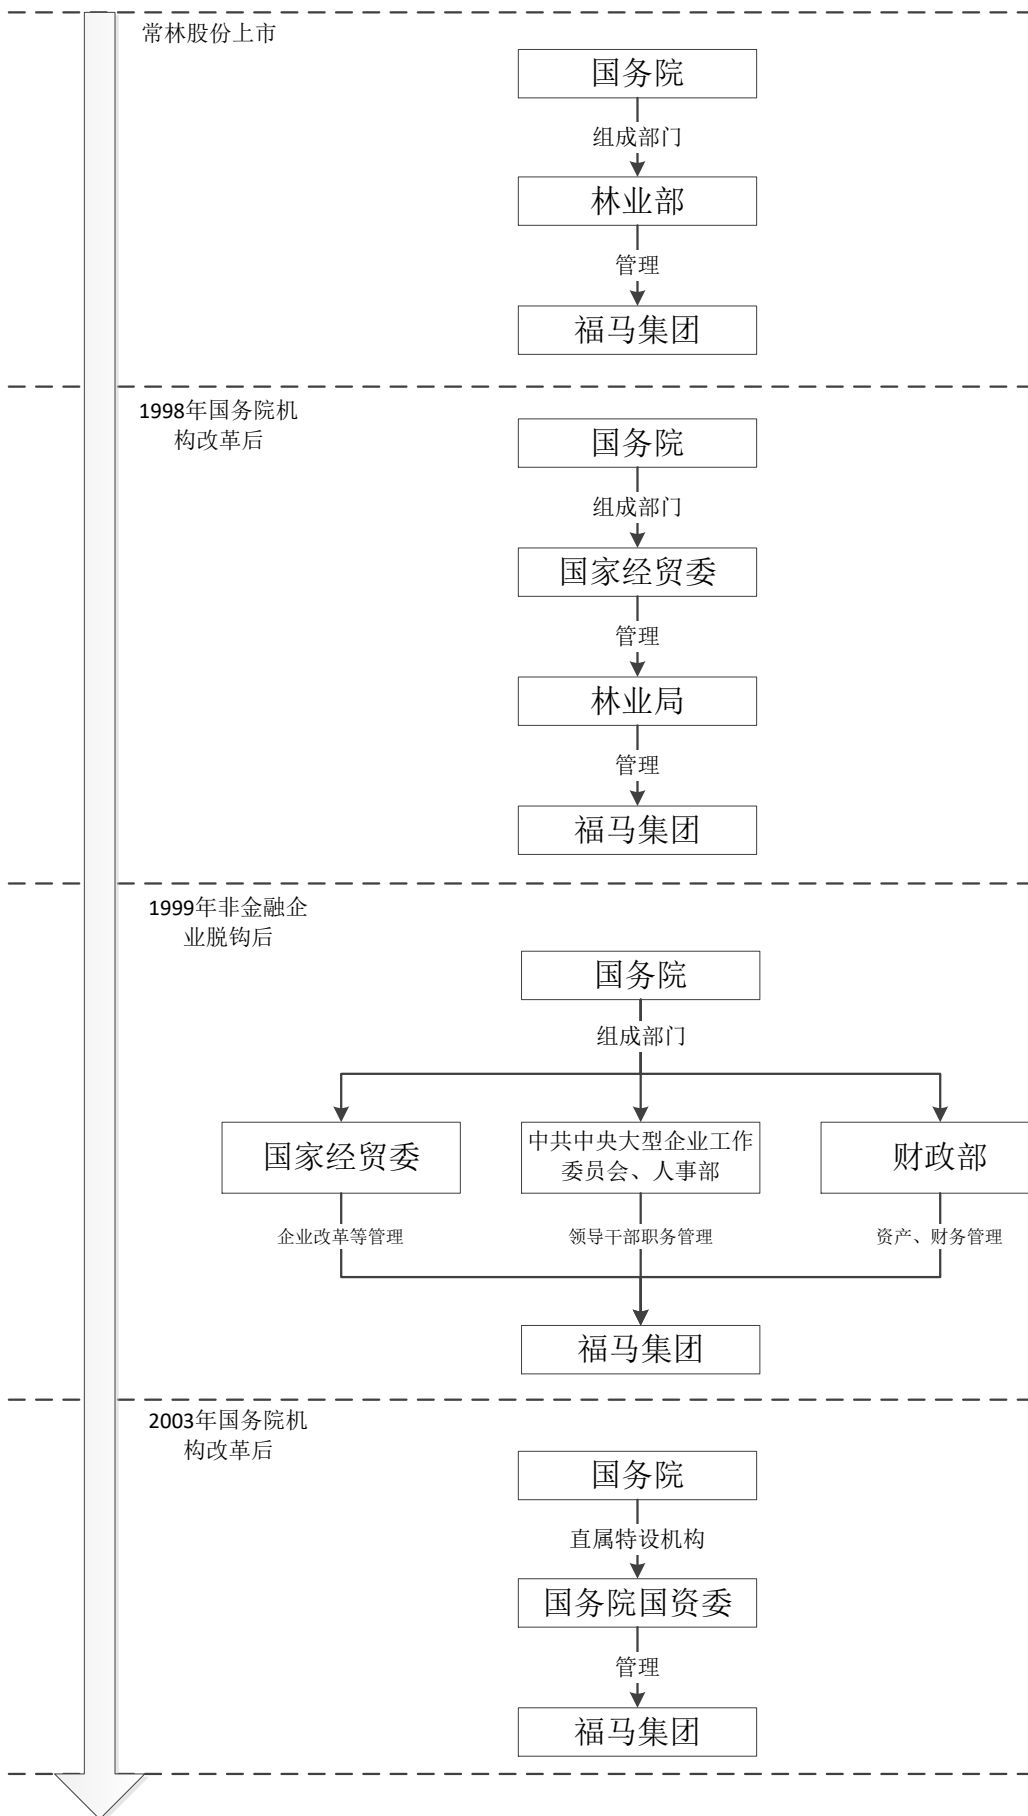 常林股份上市
国务院
组成部门
林业部
管理
福马集团
1998年国务院机
构改革后
国务院
组成部门
国家经贸委
管理
林业局
管理
福马集团
1999年非金融企
业脱钩后
国务院
组成部门
国家经贸委
中共中央大型企业工作
委员会、人事部
财政部
企业改革等管理
领导干部职务管理
资产、财务管理
福马集团
2003年国务院机
构改革后
国务院
直属特设机构
国务院国资委
管理
福马集团